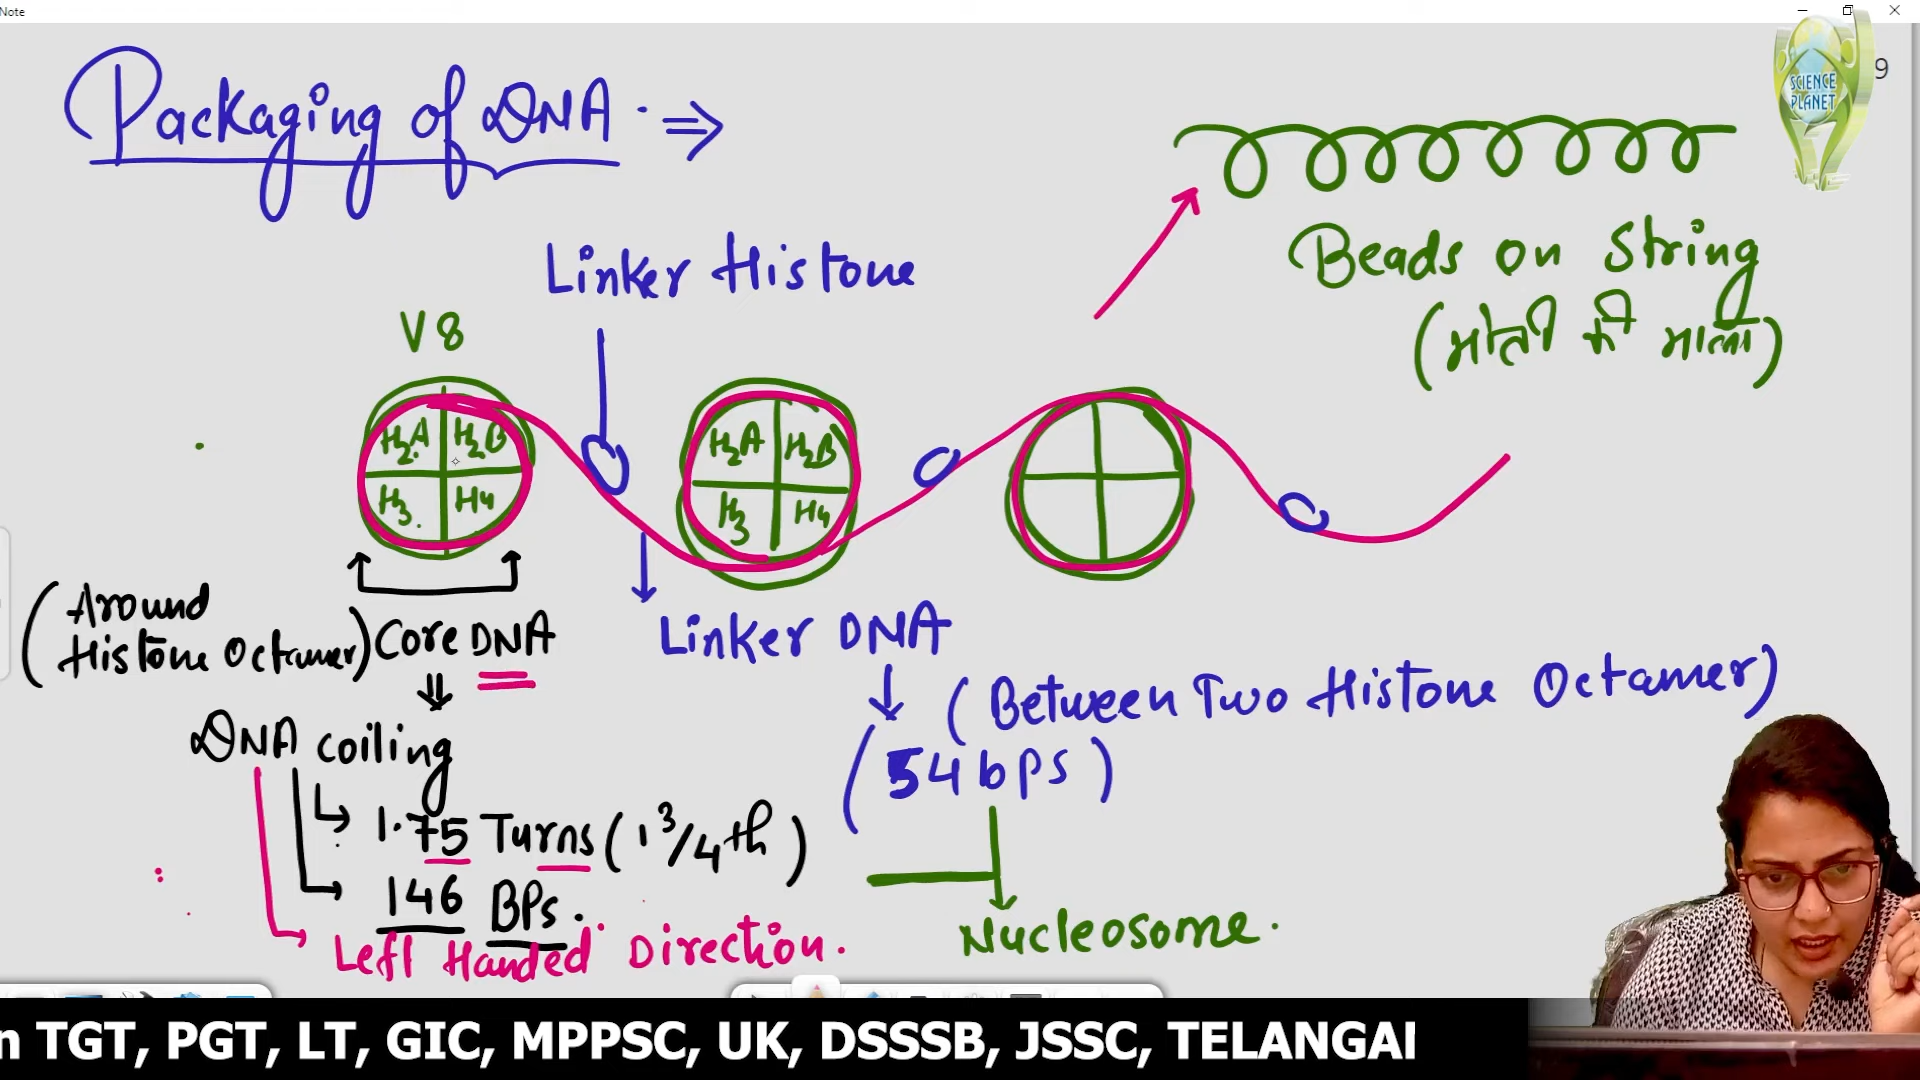 Note
SCIENCE
PLANET
9
Packaging of DNA ⇒
Beads on String
(मोती की माला)
Linker Histone
V8
H2A H2B
H3 H4
H2A H2B
H3 H4
(Around
Histone Octamer)
Core DNA
Linker DNA
(Between Two Histone Octamer)
(54 bps)
DNA coiling
1.75 Turns (1 3/4th)
146 BPs.
Left Handed Direction.
Nucleosome.
n TGT, PGT, LT, GIC, MPPSC, UK, DSSSB, JSSC, TELANGAI